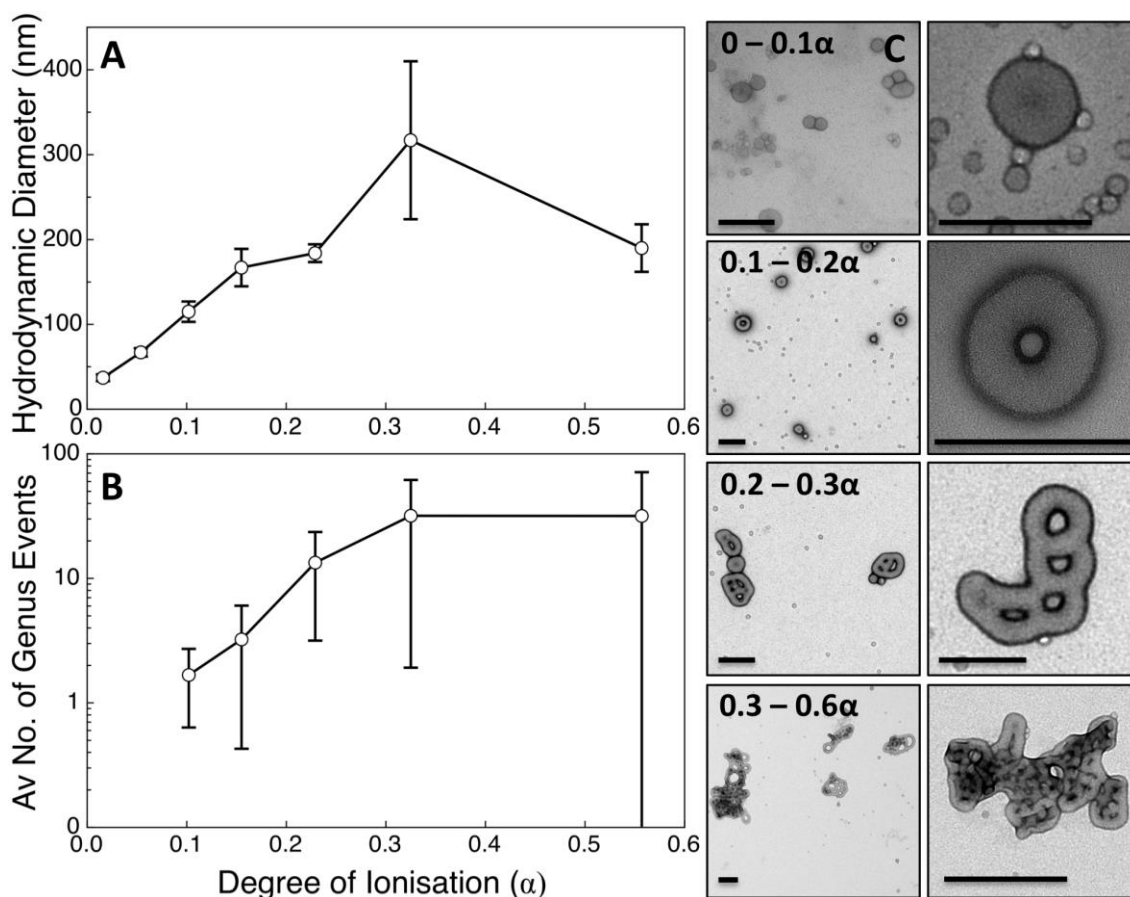 A
Hydrodynamic Diameter (nm)
400
300
200
100
0
0.0 0.1 0.2 0.3 0.4 0.5 0.6
B
Av No. of Genus Events
100
10
1
0
0.0 0.1 0.2 0.3 0.4 0.5 0.6
Degree of Ionisation (α)
C
0 – 0.1α
0.1 – 0.2α
0.2 – 0.3α
0.3 – 0.6α